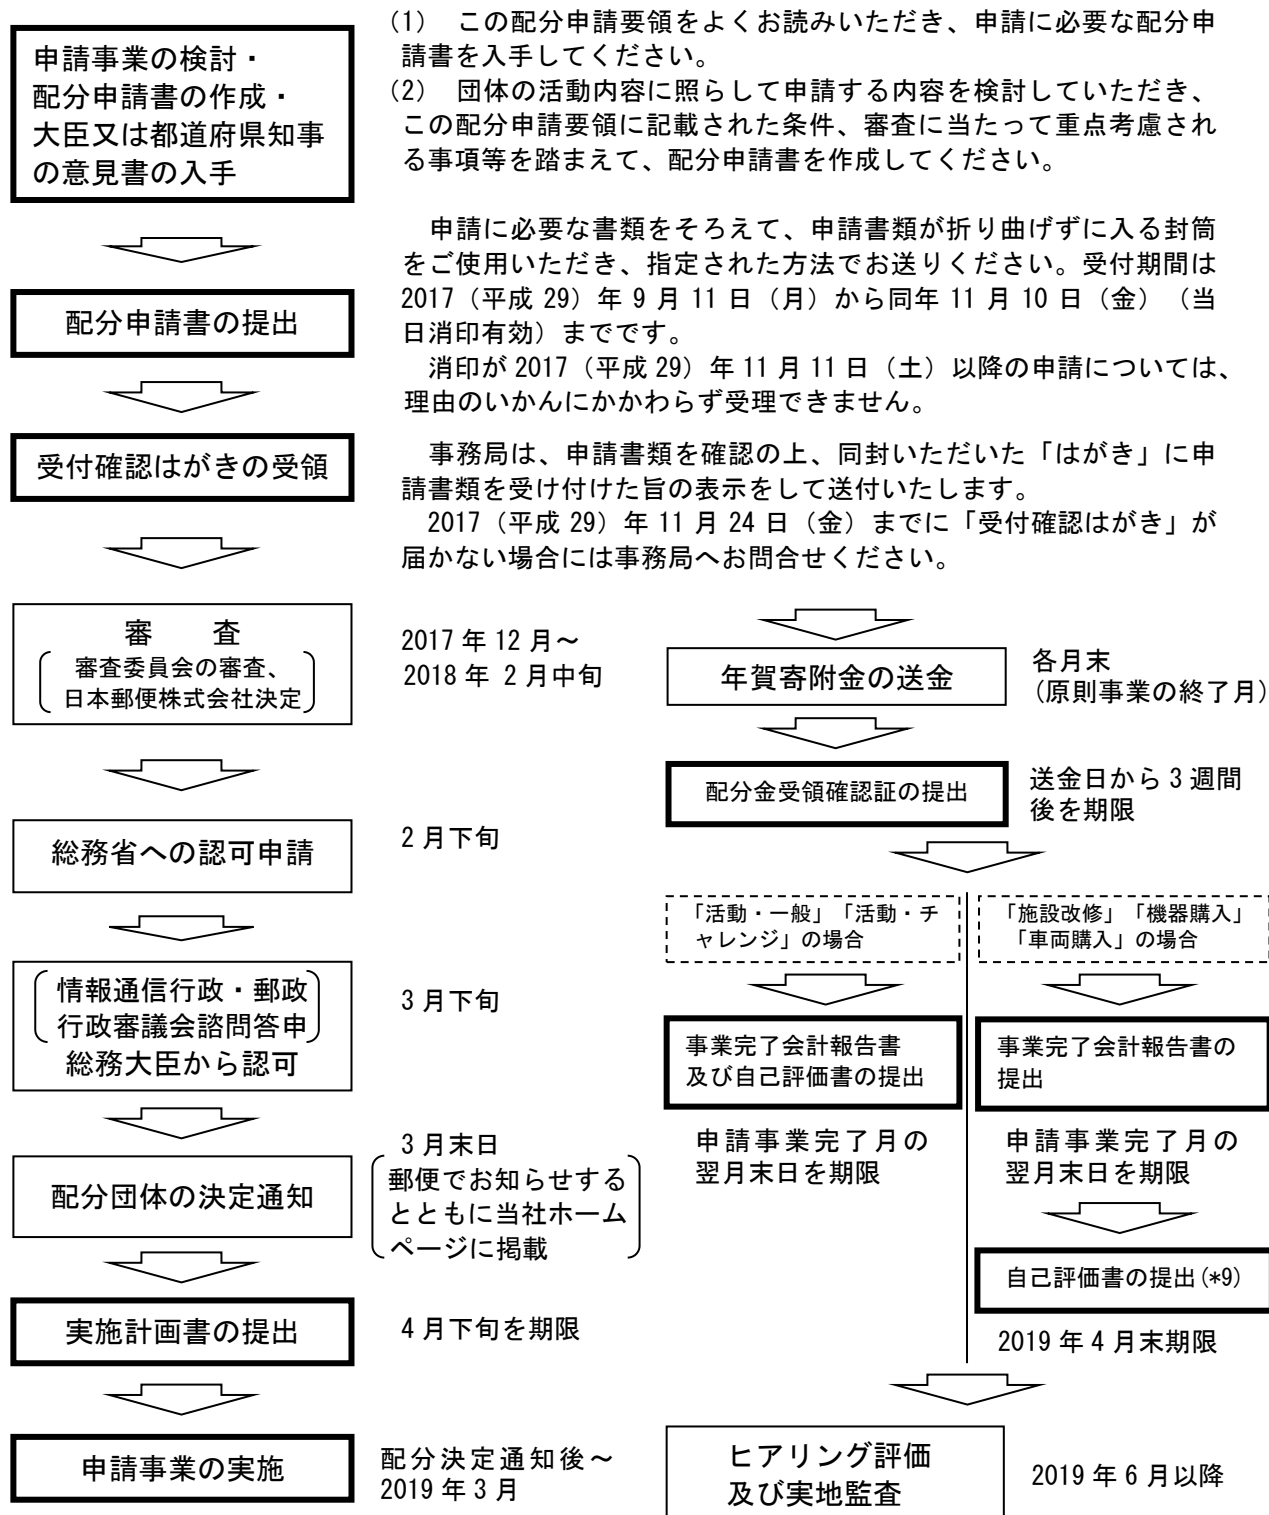 申請事業の検討・
配分申請書の作成・
大臣又は都道府県知事
の意見書の入手
(1) この配分申請要領をよくお読みいただき、申請に必要な配分申
請書を入手してください。
(2) 団体の活動内容に照らして申請する内容を検討していただき、
この配分申請要領に記載された条件、審査に当たって重点考慮され
る事項等を踏まえて、配分申請書を作成してください。
配分申請書の提出
申請に必要な書類をそろえて、申請書類が折り曲げずに入る封筒
をご使用いただき、指定された方法でお送りください。受付期間は
2017（平成 29）年 9 月 11 日（月）から同年 11 月 10 日（金）（当
日消印有効）までです。
消印が 2017（平成 29）年 11 月 11 日（土）以降の申請については、
理由のいかんにかかわらず受理できません。
受付確認はがきの受領
事務局は、申請書類を確認の上、同封いただいた「はがき」に申
請書類を受け付けた旨の表示をして送付いたします。
2017（平成 29）年 11 月 24 日（金）までに「受付確認はがき」が
届かない場合には事務局へお問合せください。
審　査
審査委員会の審査、
日本郵便株式会社決定
2017 年 12 月～
2018 年 2 月中旬
総務省への認可申請
2 月下旬
情報通信行政・郵政
行政審議会諮問答申
総務大臣から認可
3 月下旬
配分団体の決定通知
3 月末日
郵便でお知らせする
とともに当社ホーム
ページに掲載
実施計画書の提出
4 月下旬を期限
申請事業の実施
配分決定通知後～
2019 年 3 月
年賀寄附金の送金
各月末
(原則事業の終了月)
配分金受領確認証の提出
送金日から 3 週間
後を期限
「活動・一般」「活動・チ
ャレンジ」の場合
事業完了会計報告書
及び自己評価書の提出
申請事業完了月の
翌月末日を期限
「施設改修」「機器購入」
「車両購入」の場合
事業完了会計報告書の
提出
申請事業完了月の
翌月末日を期限
自己評価書の提出(*9)
2019 年 4 月末期限
ヒアリング評価
及び実地監査
2019 年 6 月以降